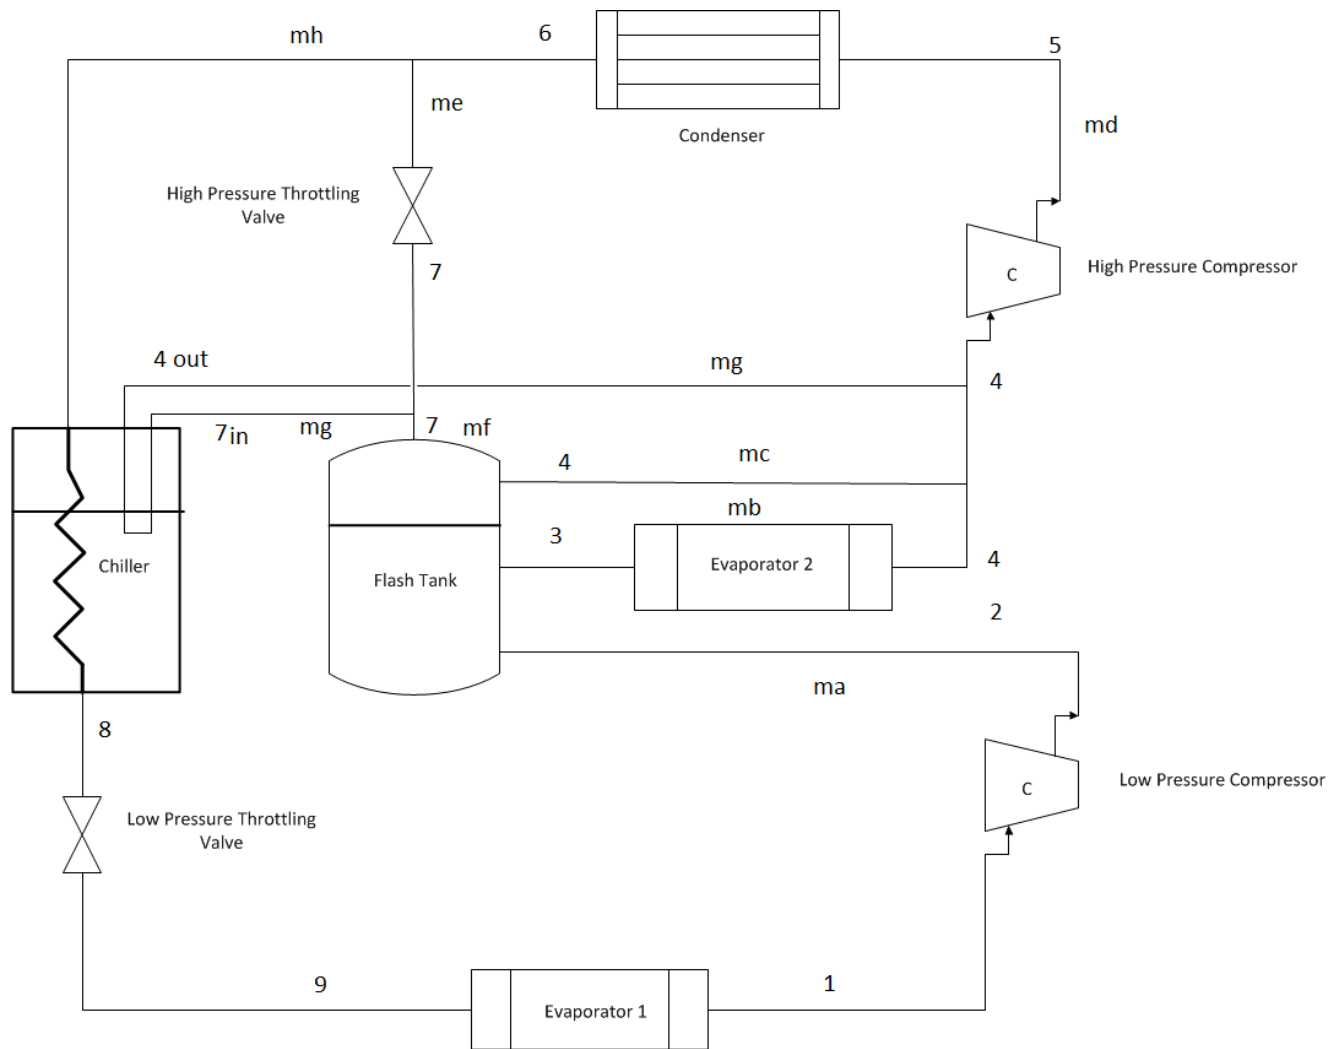 mh
6
5
me
Condenser
md
High Pressure Throttling
Valve
C
High Pressure Compressor
7
4 out
mg
4
7in
mg
7
mf
4
mc
mb
3
Evaporator 2
4
Chiller
Flash Tank
2
ma
8
C
Low Pressure Compressor
Low Pressure Throttling
Valve
9
1
Evaporator 1